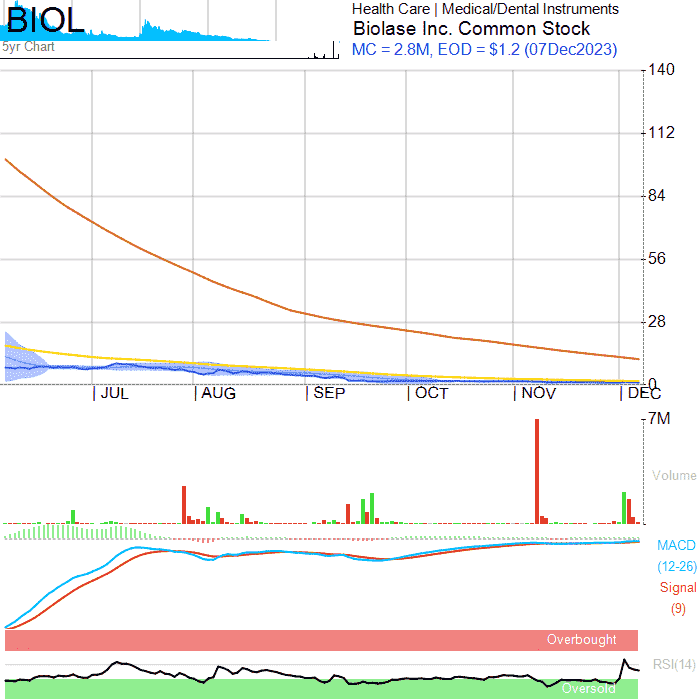 BIOL
5yr Chart
Health Care | Medical/Dental Instruments
Biolase Inc. Common Stock
MC = 2.8M, EOD = $1.2 (07Dec2023)
140
112
84
56
28
0
JUL AUG SEP OCT NOV DEC
7M
Volume
MACD
(12-26)
Signal
(9)
Overbought
RSI(14)
Oversold